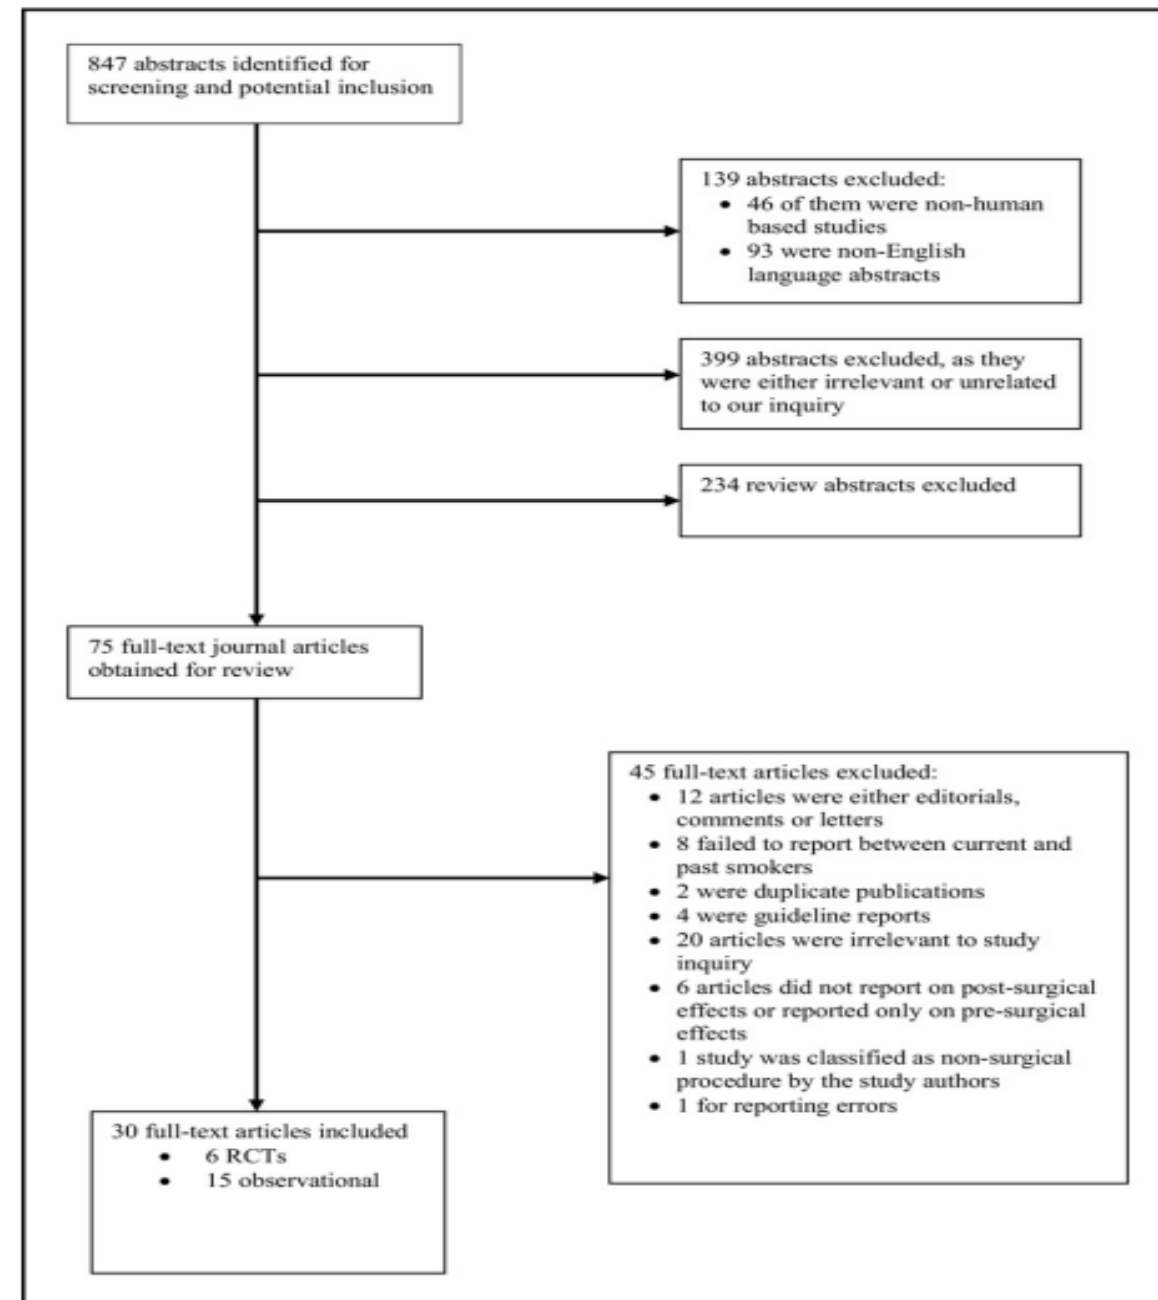 847 abstracts identified for
screening and potential inclusion
139 abstracts excluded:
• 46 of them were non-human
based studies
• 93 were non-English
language abstracts
399 abstracts excluded, as they
were either irrelevant or unrelated
to our inquiry
234 review abstracts excluded
75 full-text journal articles
obtained for review
45 full-text articles excluded:
• 12 articles were either editorials,
comments or letters
• 8 failed to report between current and
past smokers
• 2 were duplicate publications
• 4 were guideline reports
• 20 articles were irrelevant to study
inquiry
• 6 articles did not report on post-surgical
effects or reported only on pre-surgical
effects
• 1 study was classified as non-surgical
procedure by the study authors
• 1 for reporting errors
30 full-text articles included
• 6 RCTs
• 15 observational